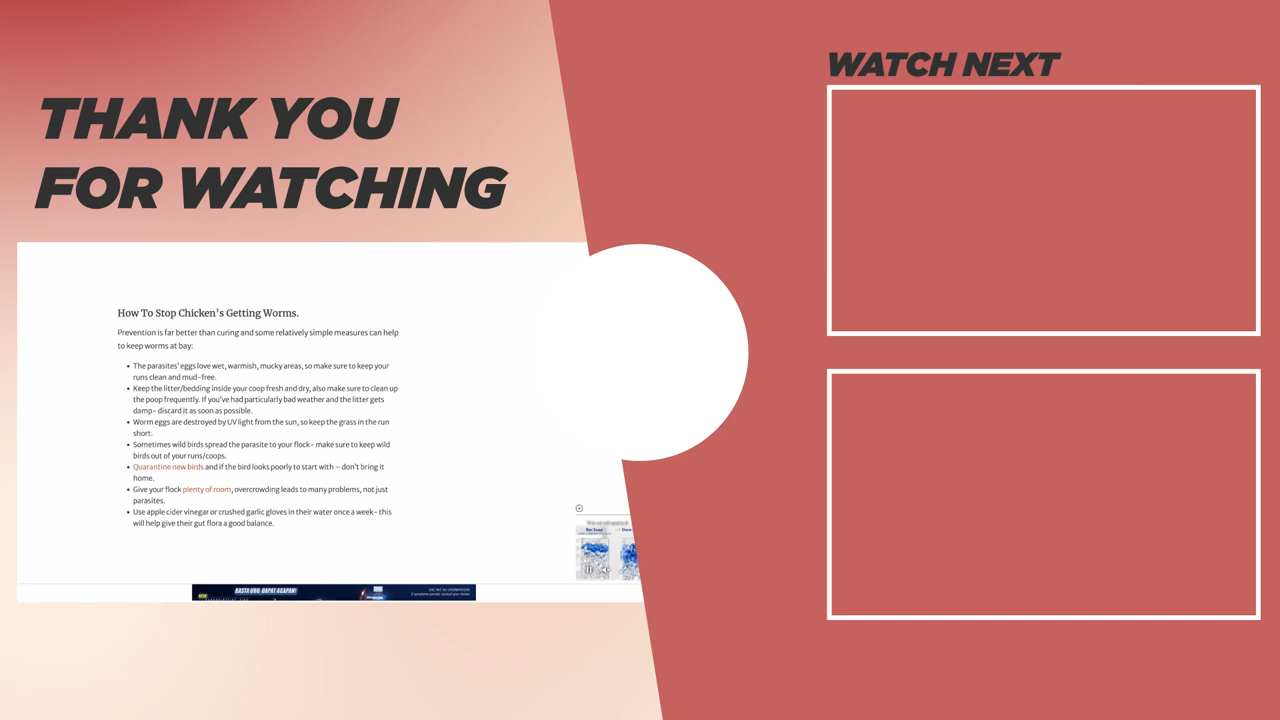 THANK YOU
FOR WATCHING
WATCH NEXT
How To Stop Chicken's Getting Worms.
Prevention is far better than curing and some relatively simple measures can help
to keep worms at bay:
• The parasites' eggs love wet, warmish, mucky areas, so make sure to keep your
runs clean and mud-free.
• Keep the litter/bedding inside your coop fresh and dry, also make sure to clean up
the poop frequently. If you've had particularly bad weather and the litter gets
damp– discard it as soon as possible.
• Worm eggs are destroyed by UV light from the sun, so keep the grass in the run
short.
• Sometimes wild birds spread the parasite to your flock– make sure to keep wild
birds out of your runs/coops.
• Quarantine new birds and if the bird looks poorly to start with – don't bring it
home.
• Give your flock plenty of room, overcrowding leads to many problems, not just
parasites.
• Use apple cider vinegar or crushed garlic gloves in their water once a week– this
will help give their gut flora a good balance.
Bar Soap
Dove
BASTA UBO, DAPAT AGAPAN!
NEW